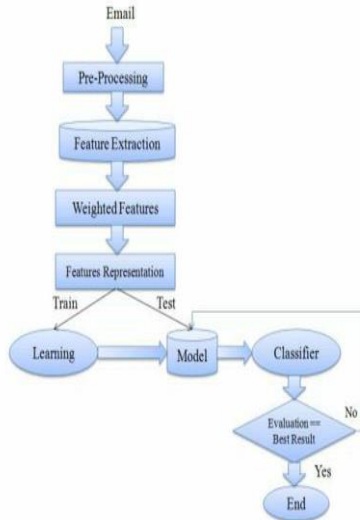 Email
Pre-Processing
Feature Extraction
Weighted Features
Features Representation
Train
Test
Learning
Model
Classifier
Evaluation ==
Best Result
No
Yes
End